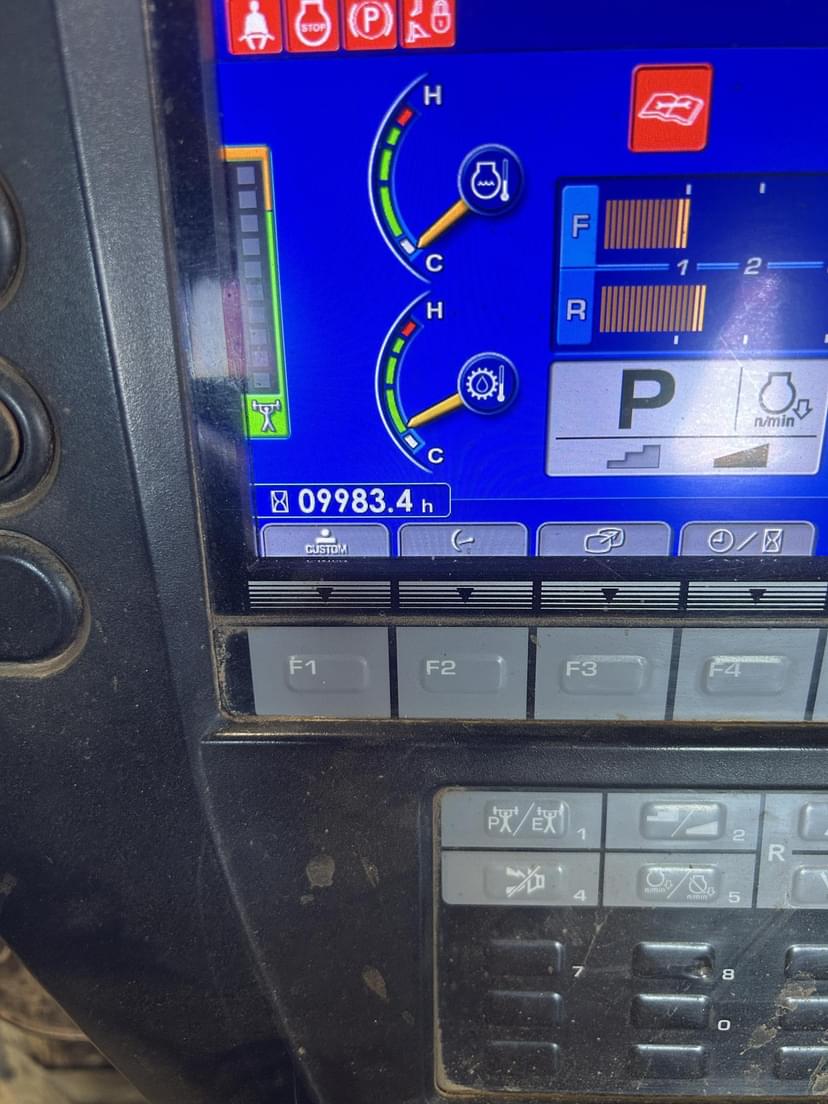 STOP
P
H
C
F
1 2
R
H
C
P
n/min
09983.4 h
CUSTOM
F1 F2 F3 F4
P / E 1
2
R
4
n/min / n/min 5
7
8
0